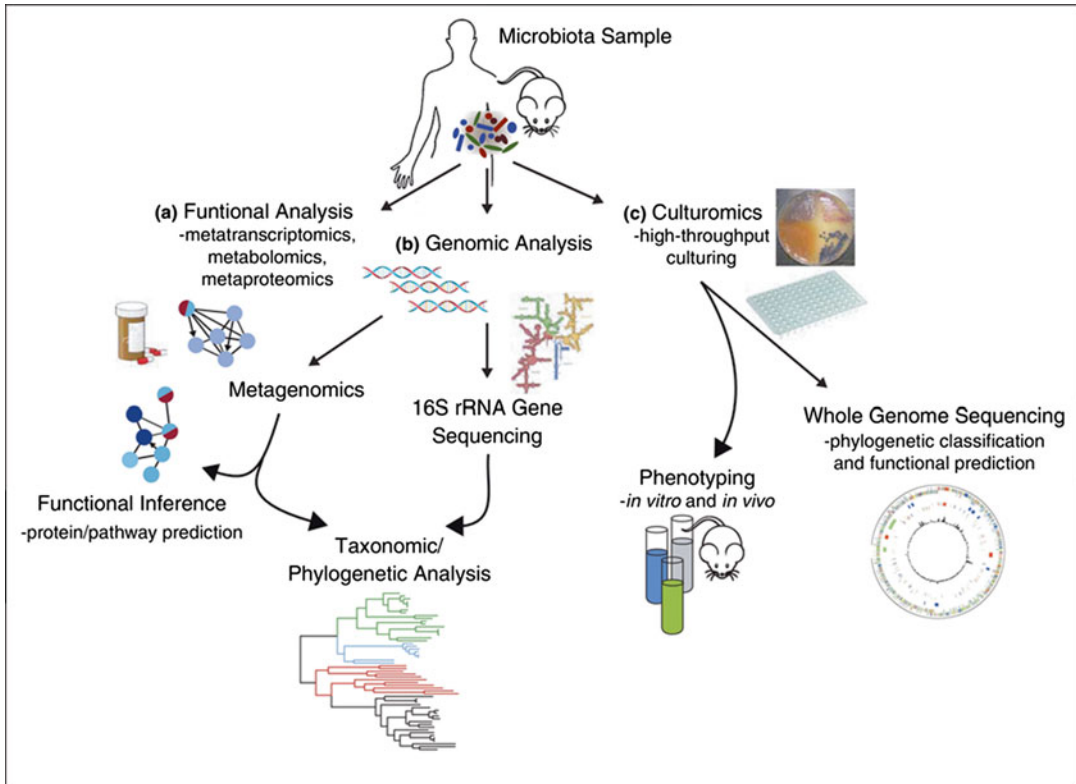 Microbiota Sample
(a) Funtional Analysis
-metatranscriptomics,
metabolomics,
metaproteomics
(b) Genomic Analysis
(c) Culturomics
-high-throughput
culturing
Metagenomics
16S rRNA Gene
Sequencing
Functional Inference
-protein/pathway prediction
Taxonomic/
Phylogenetic Analysis
Phenotyping
-in vitro and in vivo
Whole Genome Sequencing
-phylogenetic classification
and functional prediction